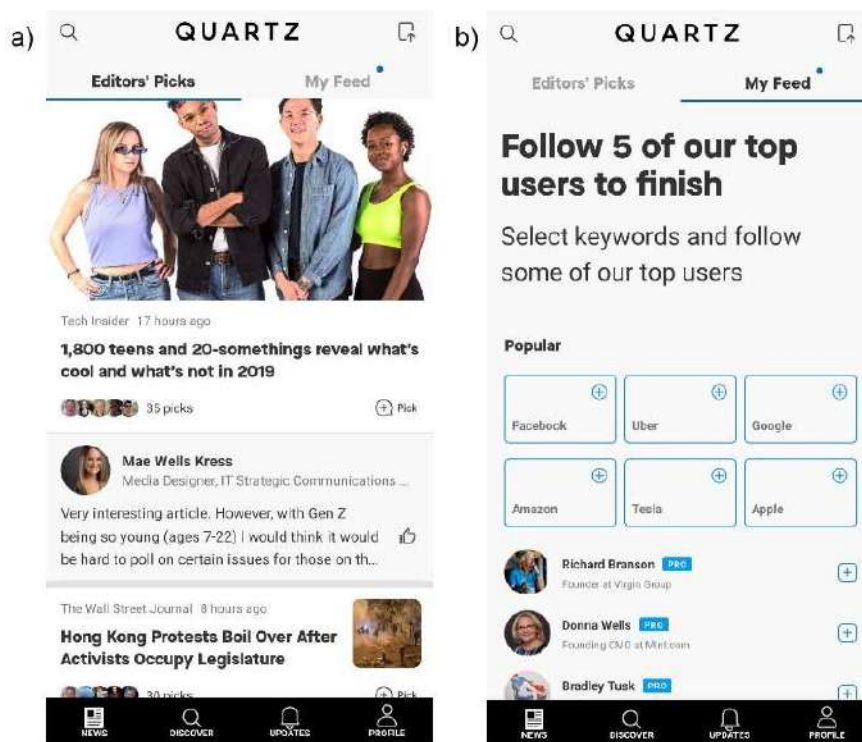 a)
QUARTZ
Editors' Picks
My Feed
Tech Insider 17 hours ago
1,800 teens and 20-somethings reveal what's
cool and what's not in 2019
35 picks
Pick
Mae Wells Kress
Media Designer, IT Strategic Communications ...
Very interesting article. However, with Gen Z
being so young (ages 7-22) I would think it would
be hard to poll on certain issues for those on th...
The Wall Street Journal 8 hours ago
Hong Kong Protests Boil Over After
Activists Occupy Legislature
30 picks
Pick
NEWS
DISCOVER
UPDATES
PROFILE
b)
QUARTZ
Editors' Picks
My Feed
Follow 5 of our top
users to finish
Select keywords and follow
some of our top users
Popular
Facebook
Uber
Google
Amazon
Tesla
Apple
Richard Branson PRO
Founder at Virgin Group
Donna Wells PRO
Founding CMO at Mint.com
Bradley Tusk PRO
NEWS
DISCOVER
UPDATES
PROFILE